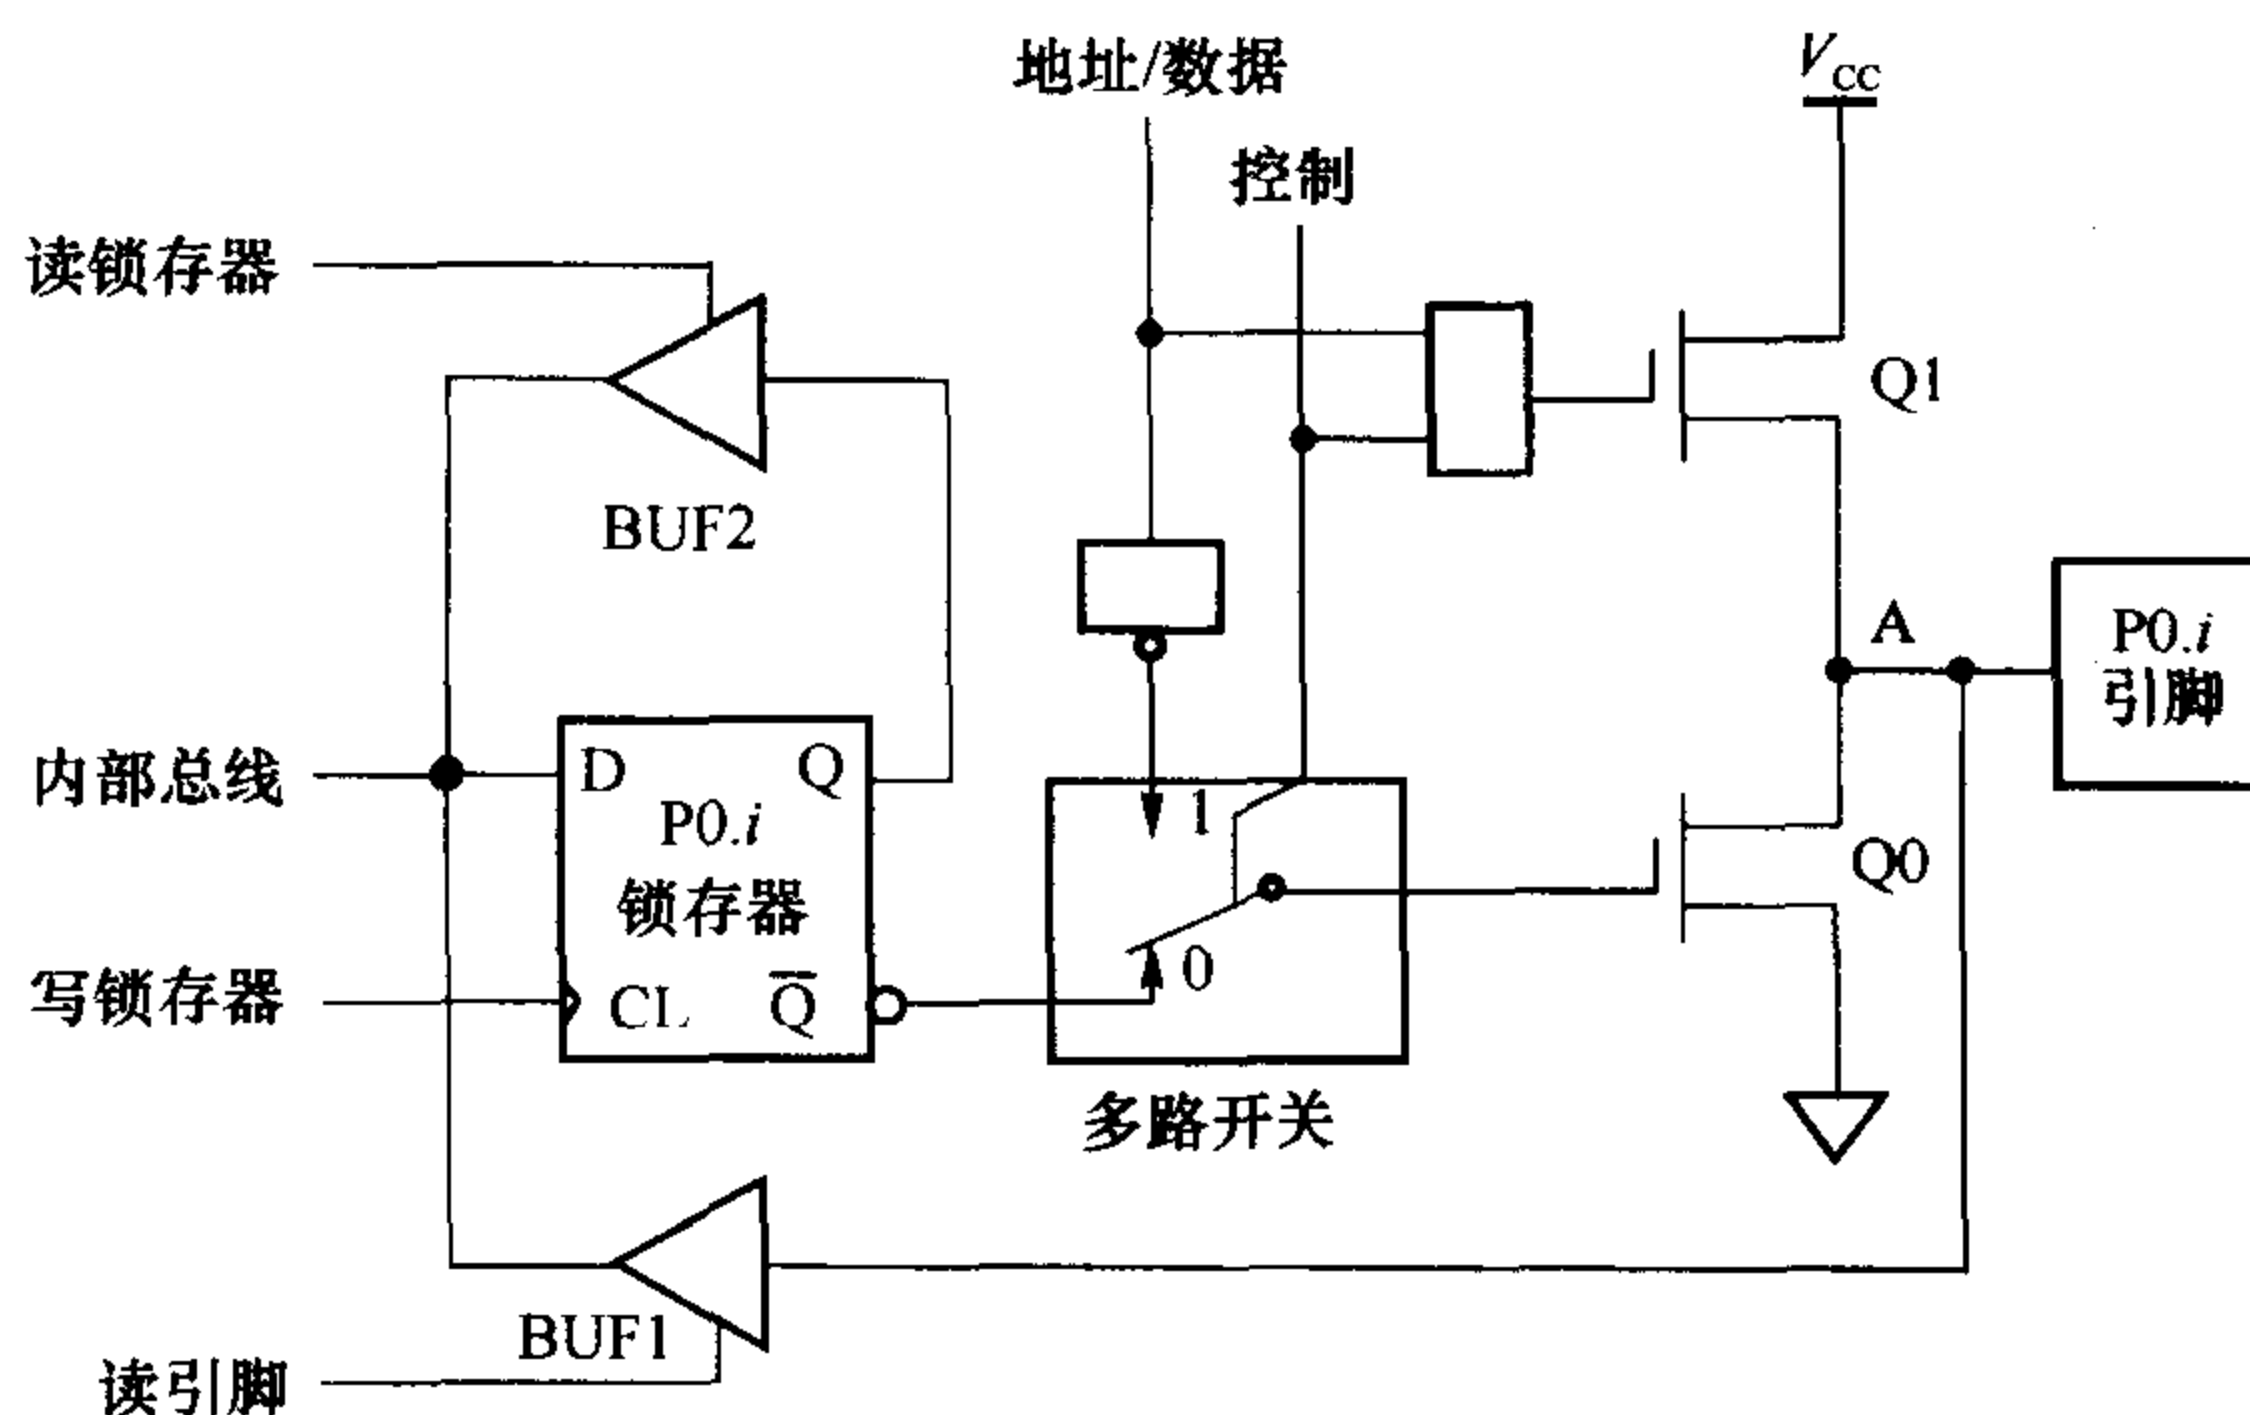 地址/数据
V_CC
控制
读锁存器
Q1
BUF2
A
P0.i
引脚
内部总线
D Q
P0.i
锁存器
1
Q0
写锁存器
CL Q̅
0
多路开关
BUF1
读引脚